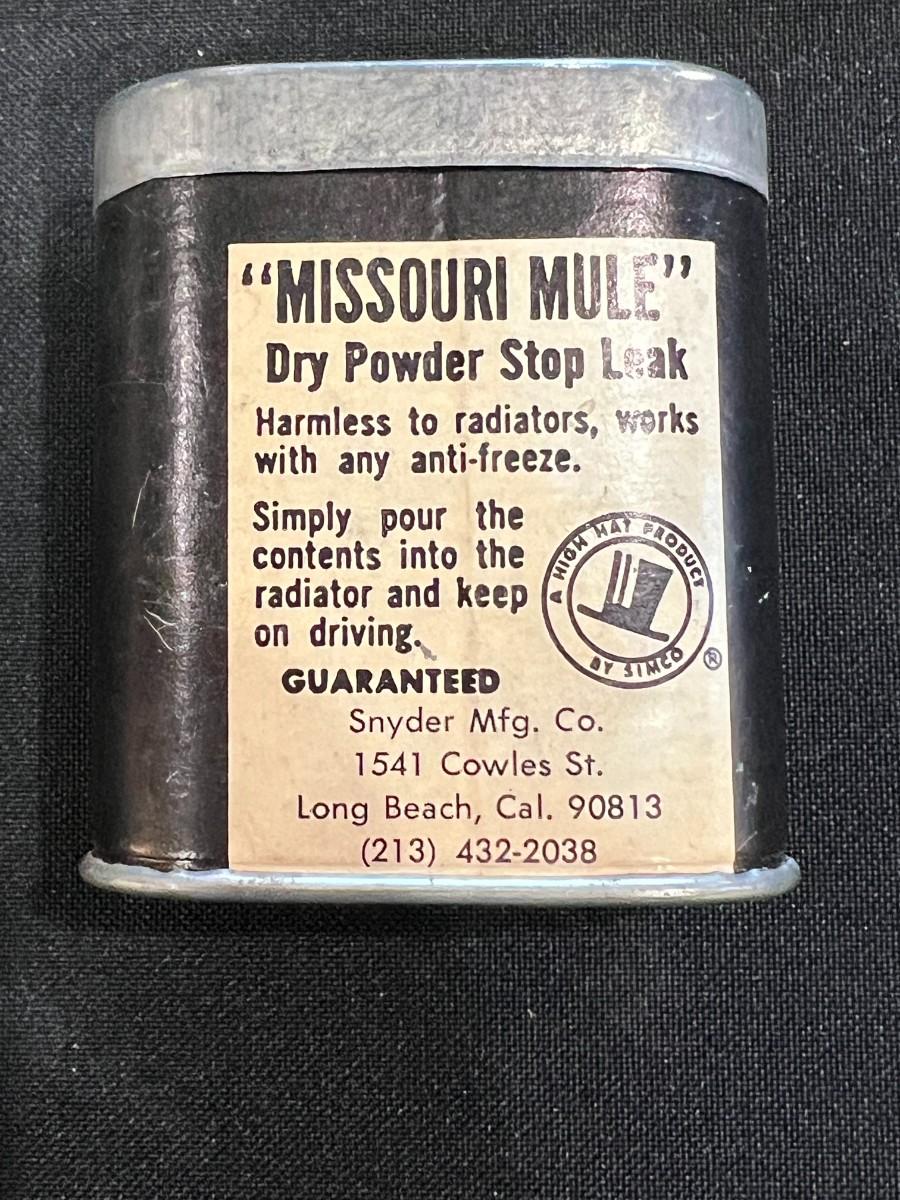 “MISSOURI MULE”
Dry Powder Stop Leak
Harmless to radiators, works
with any anti-freeze.
Simply pour the
contents into the
radiator and keep
on driving.
A HIGH HAT PRODUCT
BY SIMCO
®
GUARANTEED
Snyder Mfg. Co.
1541 Cowles St.
Long Beach, Cal. 90813
(213) 432-2038